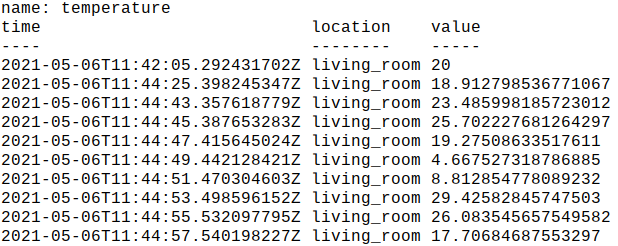 name: temperature
time location value
---- -------- -----
2021-05-06T11:42:05.292431702Z living_room 20
2021-05-06T11:44:25.398245347Z living_room 18.912798536771067
2021-05-06T11:44:43.357618779Z living_room 23.485998185723012
2021-05-06T11:44:45.387653283Z living_room 25.702227681264297
2021-05-06T11:44:47.415645024Z living_room 19.27508633517611
2021-05-06T11:44:49.442128421Z living_room 4.667527318786885
2021-05-06T11:44:51.470304603Z living_room 8.812854778089232
2021-05-06T11:44:53.498596152Z living_room 29.42582845747503
2021-05-06T11:44:55.532097795Z living_room 26.083545657549582
2021-05-06T11:44:57.540198227Z living_room 17.70684687553297